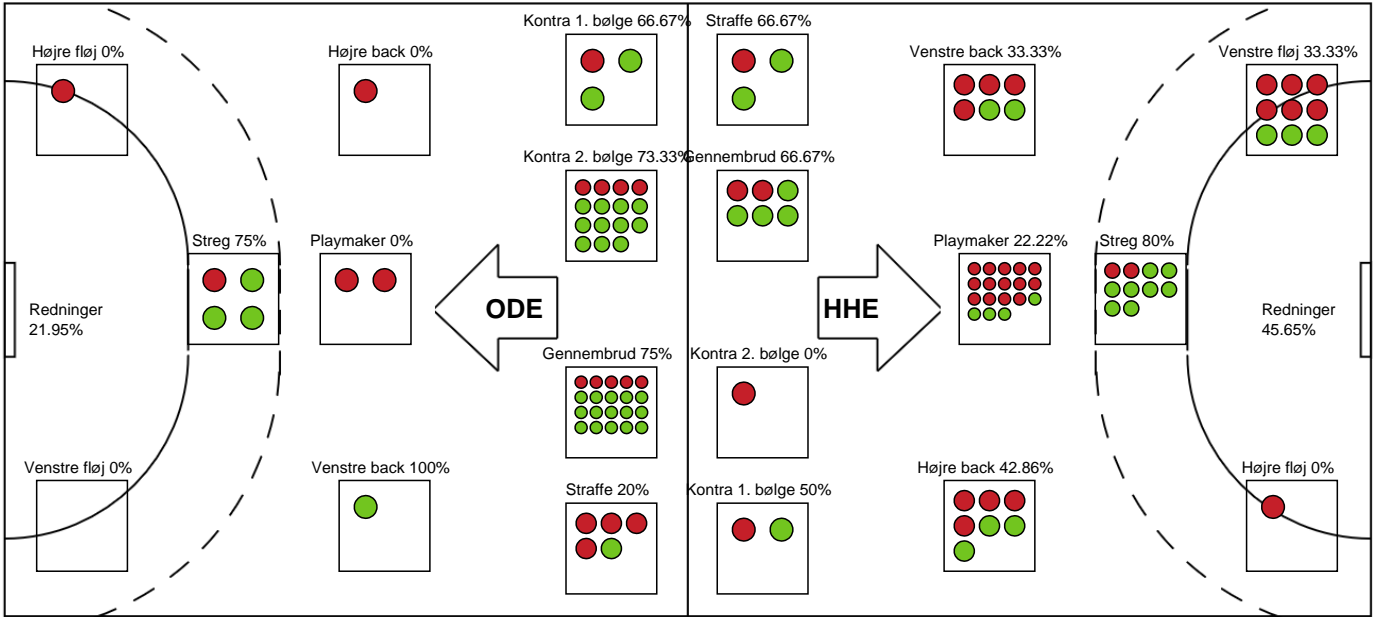 Kontra 1. bølge 66.67%
Straffe 66.67%
Højre fløj 0%
Højre back 0%
Venstre back 33.33%
Venstre fløj 33.33%
Kontra 2. bølge 73.33%
Gennembrud 66.67%
Streg 75%
Playmaker 0%
Playmaker 22.22%
Streg 80%
Redninger
21.95%
ODE
HHE
Redninger
45.65%
Gennembrud 75%
Kontra 2. bølge 0%
Venstre fløj 0%
Venstre back 100%
Højre back 42.86%
Højre fløj 0%
Straffe 20%
Kontra 1. bølge 50%